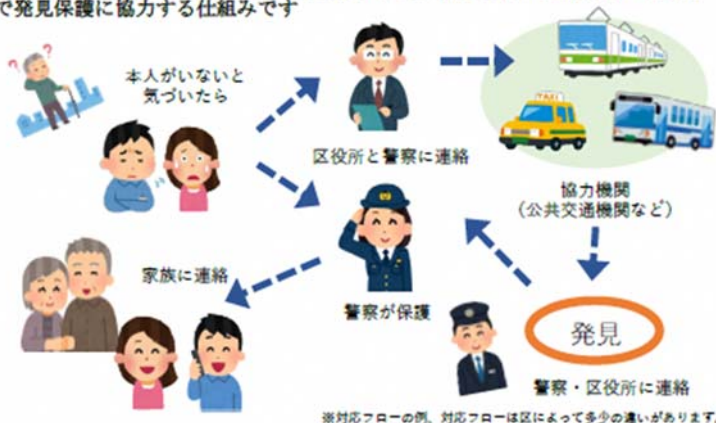 で発見保護に協力する仕組みです
本人がいないと
気づいたら
区役所と警察に連絡
TAXI
協力機関
（公共交通機関など）
家族に連絡
警察が保護
発見
警察・区役所に連絡
※対応フローの例。対応フローは区によって多少の違いがあります。